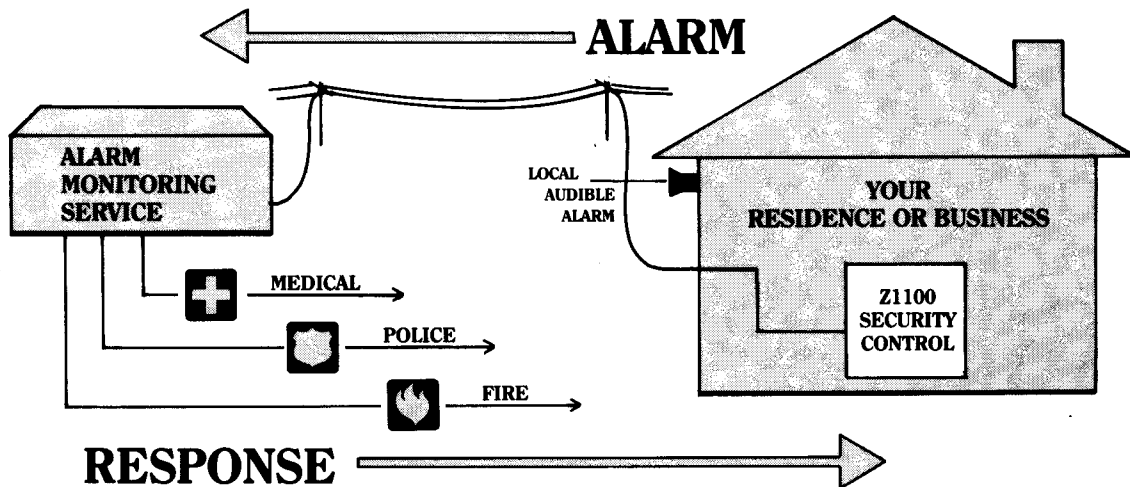 ALARM
ALARM
MONITORING
SERVICE
LOCAL
AUDIBLE
ALARM
YOUR
RESIDENCE OR BUSINESS
Z1100
SECURITY
CONTROL
MEDICAL
POLICE
FIRE
RESPONSE